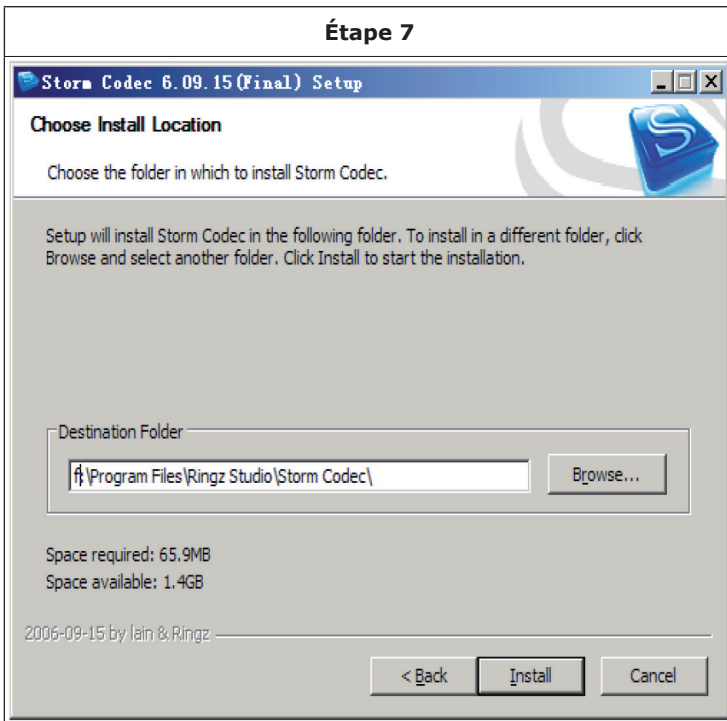 Étape 7
Storm Codec 6.09.15(Final) Setup
Choose Install Location
Choose the folder in which to install Storm Codec.
Setup will install Storm Codec in the following folder. To install in a different folder, click
Browse and select another folder. Click Install to start the installation.
Destination Folder
f:\Program Files\Ringz Studio\Storm Codec\
Browse...
Space required: 65.9MB
Space available: 1.4GB
2006-09-15 by lain & Ringz
< Back
Install
Cancel